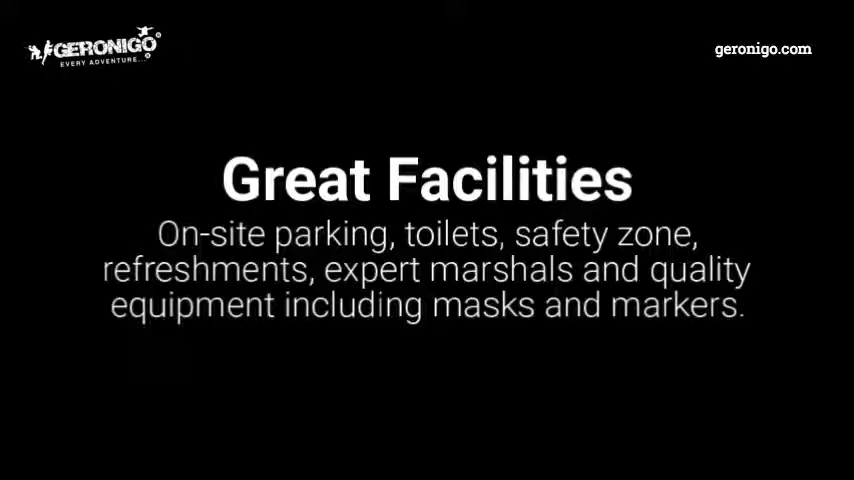 GERONIGO
EVERY ADVENTURE...
geronigo.com
Great Facilities
On-site parking, toilets, safety zone,
refreshments, expert marshals and quality
equipment including masks and markers.